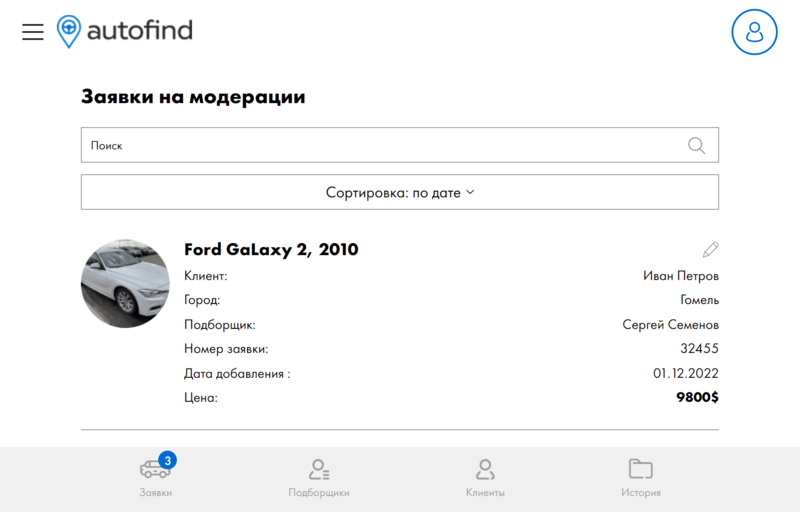 autofind
Заявки на модерации
Поиск
Сортировка: по дате
Ford GaLaxy 2, 2010
Клиент: Иван Петров
Город: Гомель
Подборщик: Сергей Семенов
Номер заявки: 32455
Дата добавления : 01.12.2022
Цена: 9800$
3
Заявки Подборщики Клиенты История